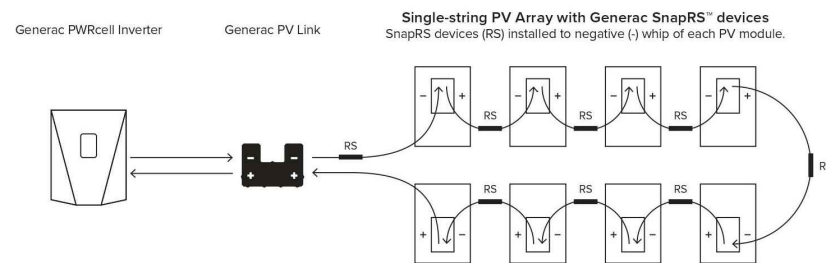 Single-string PV Array with Generac SnapRS™ devices
Generac PWRcell Inverter
Generac PV Link
SnapRS devices (RS) installed to negative (-) whip of each PV module.
- + - + - + - +
RS RS RS
RS
- -
+ +
R
RS RS RS
+ - + - + - + -